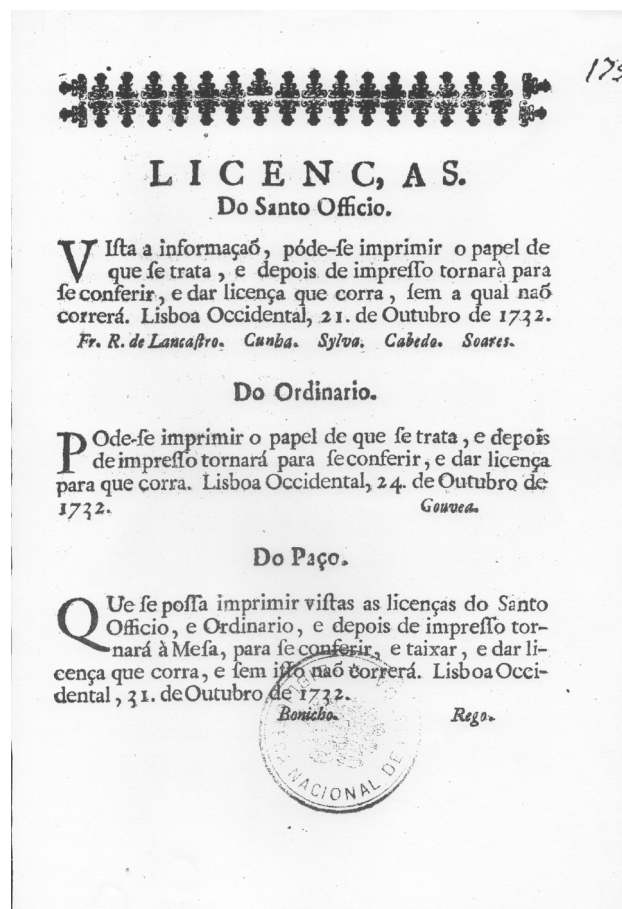 179
LICENC,AS.
Do Santo Officio.
VIſta a informaçaõ, póde-ſe imprimir o papel de
que ſe trata, e depois de impreſſo tornarà para
ſe conferir, e dar licença que corra, ſem a qual naõ
correrá. Lisboa Occidental, 21. de Outubro de 1732.
Fr. R. de Lancaſtro. Cunha. Sylva. Cabedo. Soares.
Do Ordinario.
POde-ſe imprimir o papel de que ſe trata, e depois
de impreſſo tornará para ſe conferir, e dar licença
para que corra. Lisboa Occidental, 24. de Outubro de
1732. Gouvea.
Do Paço.
QUe ſe poſſa imprimir viſtas as licenças do Santo
Officio, e Ordinario, e depois de impreſſo tor-
nará à Meſa, para ſe conferir, e taixar, e dar li-
cença que corra, e ſem iſſo naõ correrá. Lisboa Occi-
dental, 31. de Outubro de 1732.
Bonicho. Rego.
NACIONAL DE